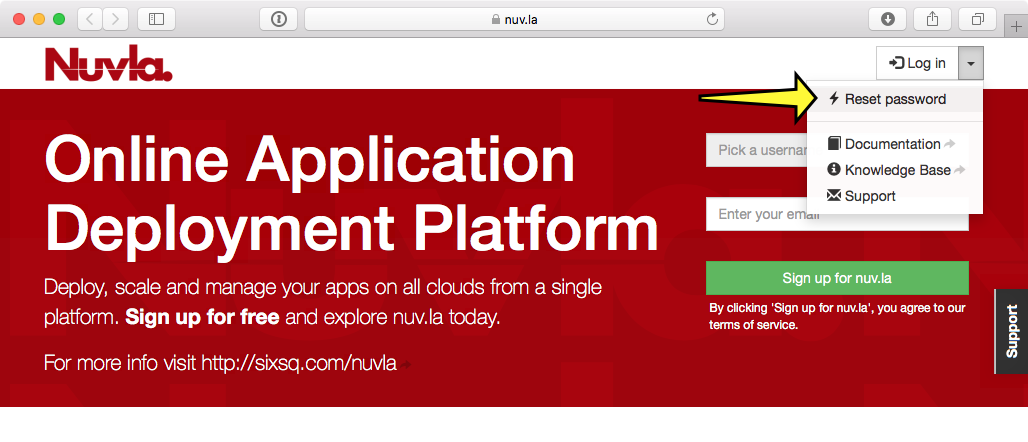 nuv.la
Nuvla.
Log in
Reset password
Documentation
Knowledge Base
Support
Online Application
Deployment Platform
Deploy, scale and manage your apps on all clouds from a single
platform. Sign up for free and explore nuv.la today.
For more info visit http://sixsq.com/nuvla
Pick a usernam
Enter your email
Sign up for nuv.la
By clicking 'Sign up for nuv.la', you agree to our
terms of service.
Support